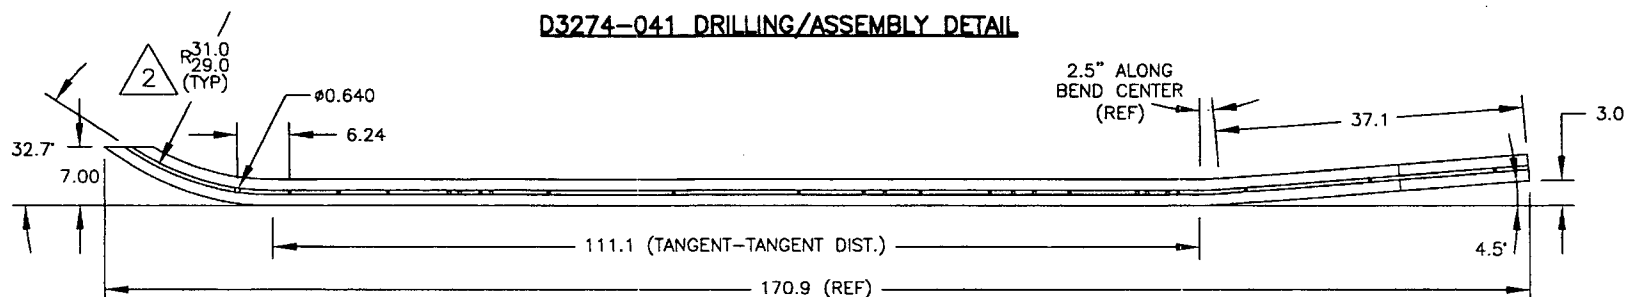 D3274-041 DRILLING/ASSEMBLY DETAIL
2
R31.0
29.0
(TYP)
ø0.640
6.24
2.5" ALONG
BEND CENTER
(REF)
37.1
3.0
32.7°
7.00
111.1 (TANGENT-TANGENT DIST.)
4.5°
170.9 (REF)